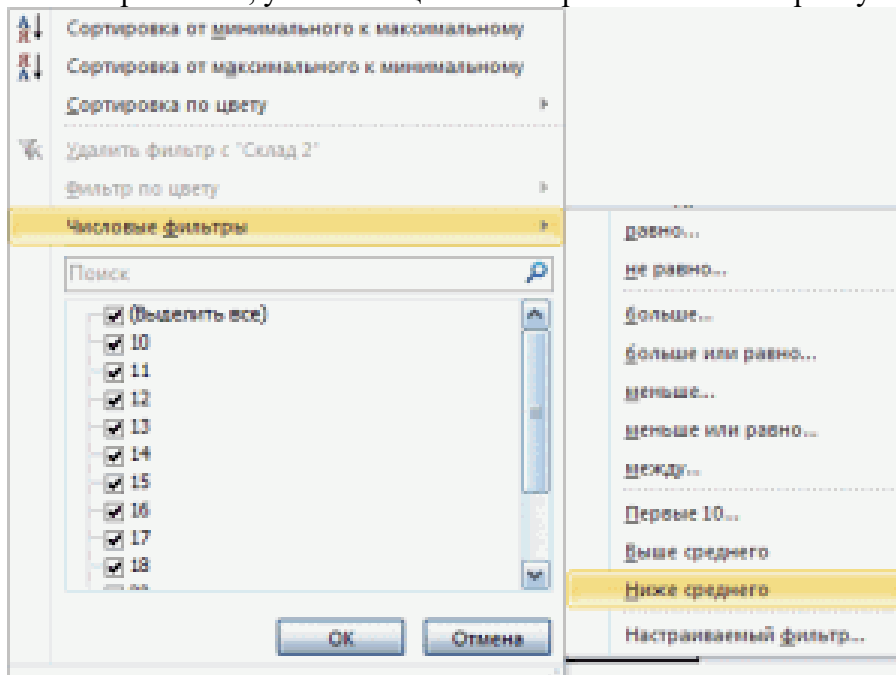 Сортировка от минимального к максимальному
Сортировка от максимального к минимальному
Сортировка по цвету
Удалить фильтр с "Склад 2"
Фильтр по цвету
Числовые фильтры
Поиск
(Выделить все)
10
11
12
13
14
15
16
17
18
ОК
Отмена
равно...
не равно...
больше...
больше или равно...
меньше...
меньше или равно...
между...
Первые 10...
Выше среднего
Ниже среднего
Настраиваемый фильтр...